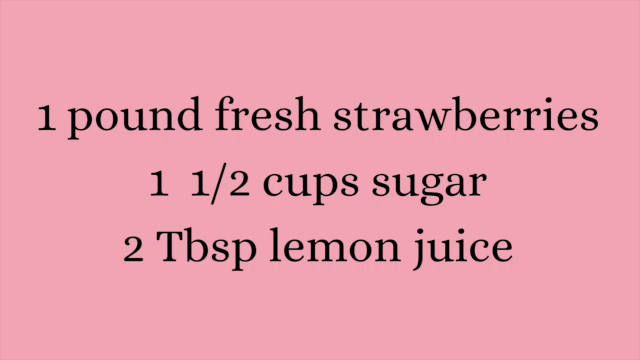 1 pound fresh strawberries
1 1/2 cups sugar
2 Tbsp lemon juice